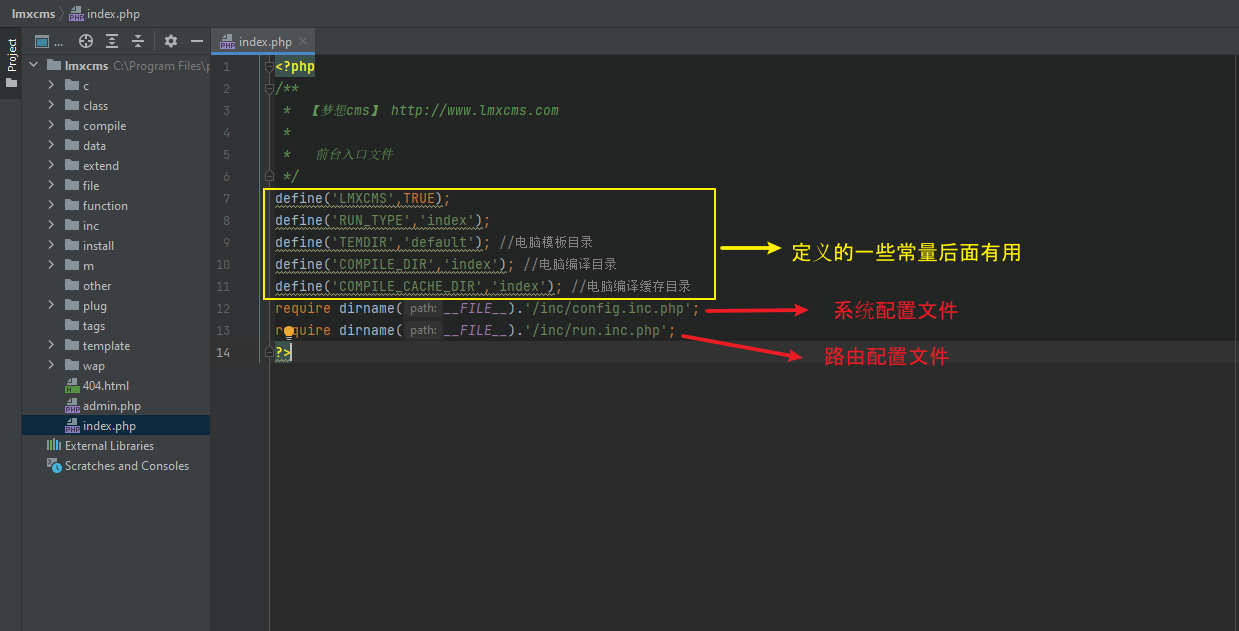 lmxcms index.php
Project
...
index.php
lmxcms C:\Program Files\p
c
class
compile
data
extend
file
function
inc
install
m
other
plug
tags
template
wap
404.html
admin.php
index.php
External Libraries
Scratches and Consoles
1 <?php
2 /**
3 * 【梦想cms】 http://www.lmxcms.com
4 *
5 * 前台入口文件
6 */
7 define('LMXCMS',TRUE);
8 define('RUN_TYPE','index');
9 define('TEMDIR','default'); //电脑模板目录
10 define('COMPILE_DIR','index'); //电脑编译目录
11 define('COMPILE_CACHE_DIR','index'); //电脑编译缓存目录
12 require dirname( path: __FILE__).'/inc/config.inc.php';
13 require dirname( path: __FILE__).'/inc/run.inc.php';
14 ?>
定义的一些常量后面有用
系统配置文件
路由配置文件